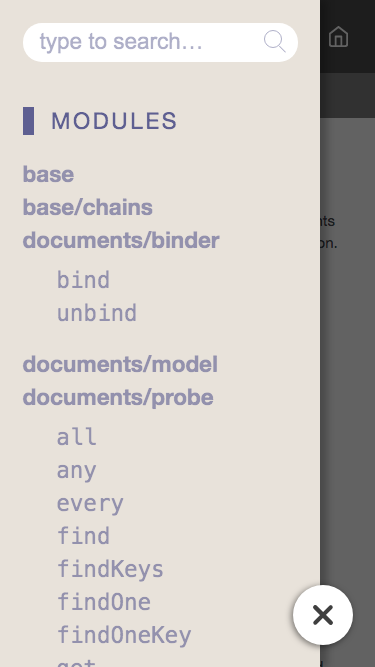 type to search...
MODULES
base
base/chains
documents/binder
bind
unbind
documents/model
documents/probe
all
any
every
find
findKeys
findOne
findOneKey
on.